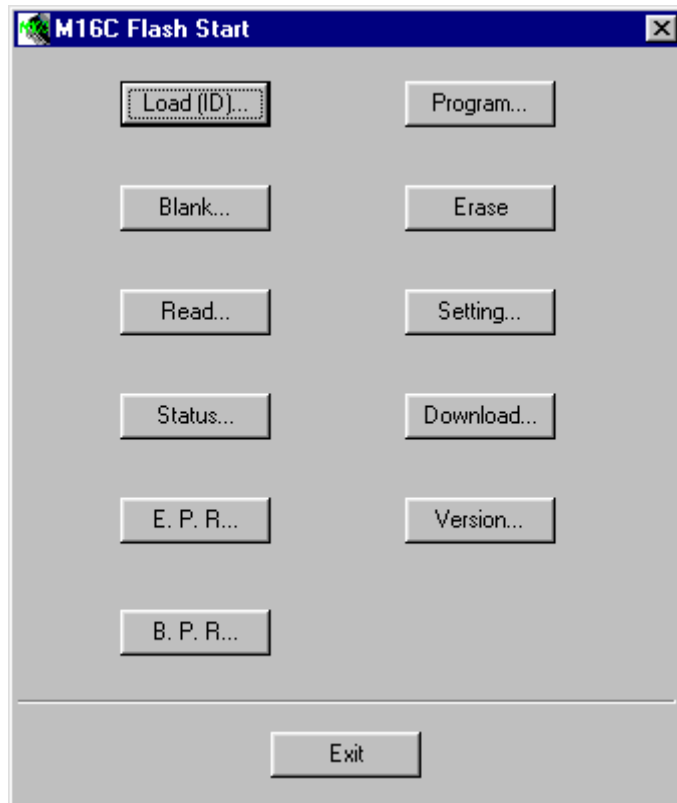 M16C Flash Start
Load (ID)... Program...
Blank... Erase
Read... Setting...
Status... Download...
E. P. R... Version...
B. P. R...
Exit